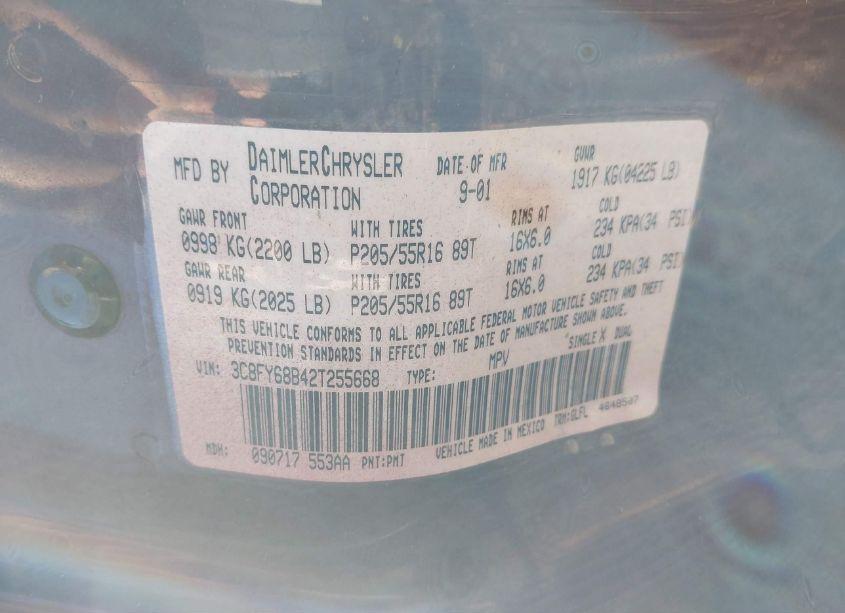 MFD BY DAIMLERCHRYSLER CORPORATION DATE OF MFR 9-01 GVWR 1917 KG(04225 LB)
GAWR FRONT WITH TIRES RIMS AT COLD
0998 KG(2200 LB) P205/55R16 89T 16X6.0 234 KPA(34 PSI)
GAWR REAR WITH TIRES RIMS AT COLD
0919 KG(2025 LB) P205/55R16 89T 16X6.0 234 KPA(34 PSI)
THIS VEHICLE CONFORMS TO ALL APPLICABLE FEDERAL MOTOR VEHICLE SAFETY AND THEFT
PREVENTION STANDARDS IN EFFECT ON THE DATE OF MANUFACTURE SHOWN ABOVE.
VIN: 3C8FY68B42T255668 TYPE: MPV SINGLE X DUAL
MDH: 090717 553AA PNT:PMT VEHICLE MADE IN MEXICO TRM:GLFL 4648507